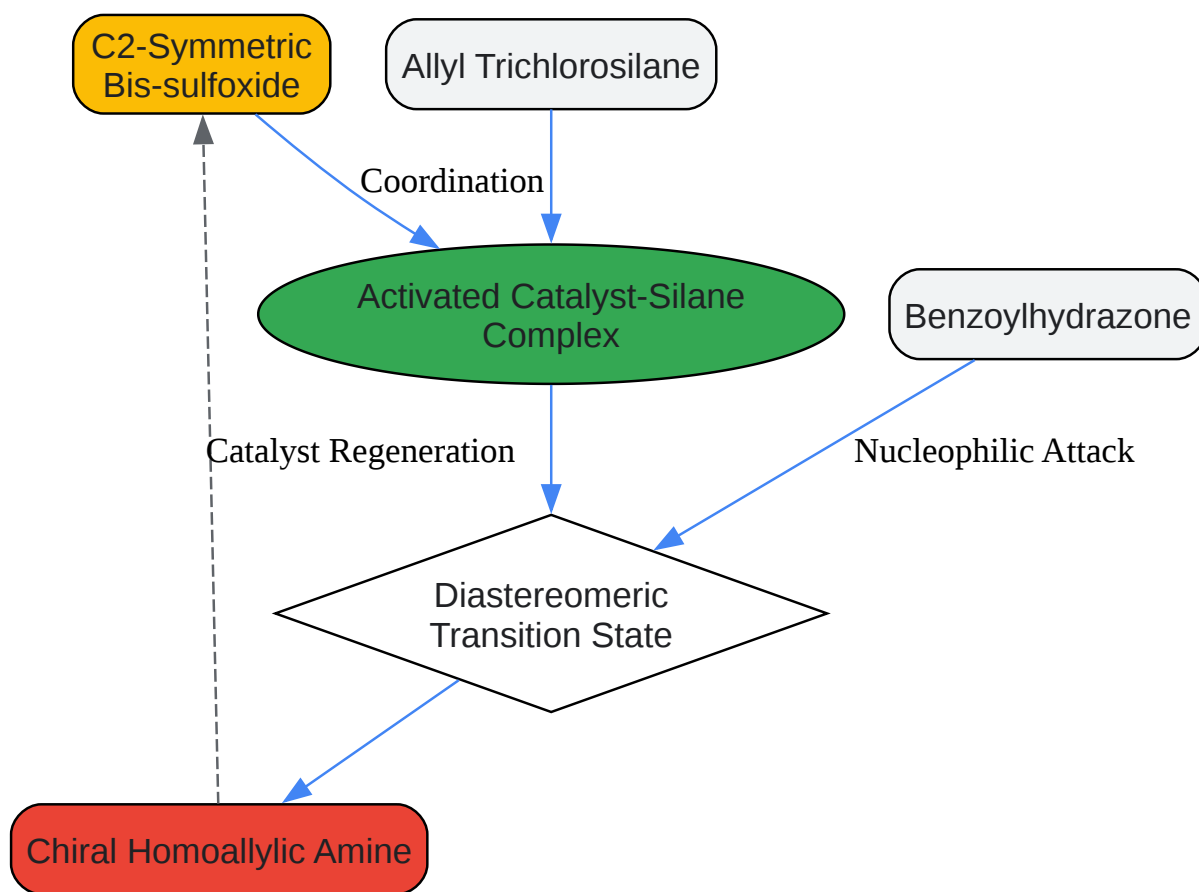 C2-Symmetric
Bis-sulfoxide
Allyl Trichlorosilane
Coordination
Activated Catalyst-Silane
Complex
Benzoylhydrazone
Catalyst Regeneration
Nucleophilic Attack
Diastereomeric
Transition State
Chiral Homoallylic Amine